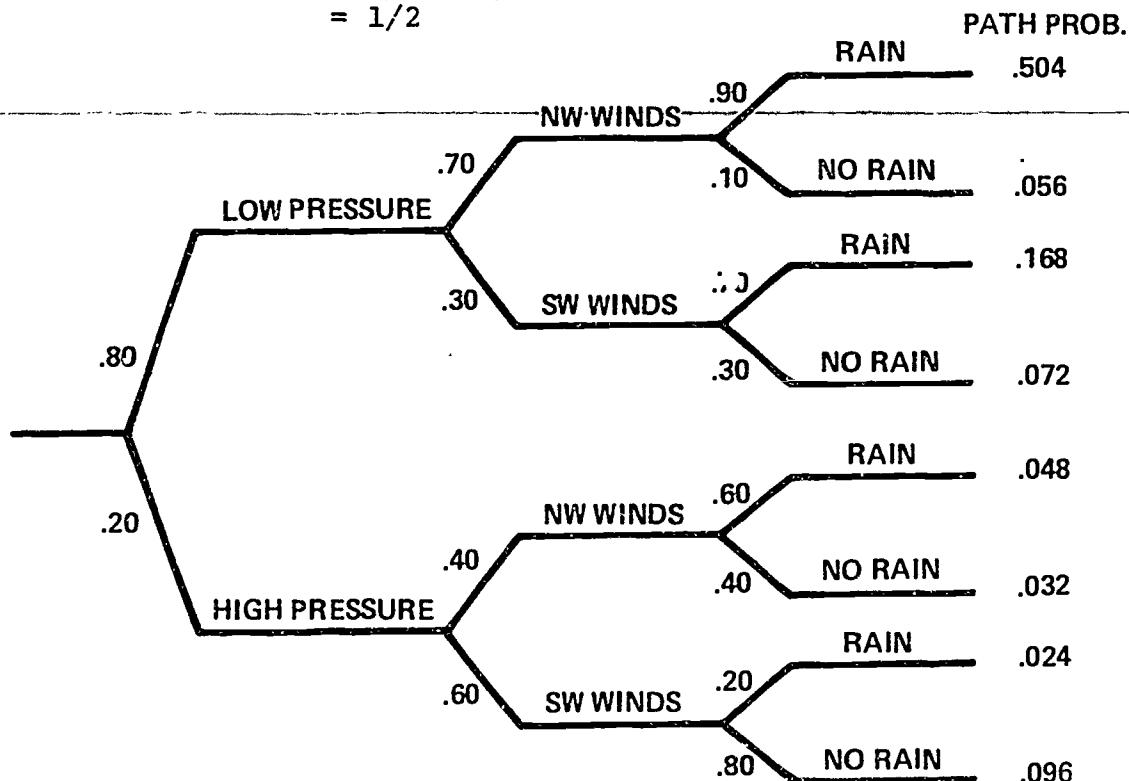 = 1/2
PATH PROB.
RAIN .504
.90
NW WINDS
.70 .10 NO RAIN .056
LOW PRESSURE
RAIN .168
.30 SW WINDS
.80 .30 NO RAIN .072
RAIN .048
.60
.20 NW WINDS
.40 .40 NO RAIN .032
HIGH PRESSURE
RAIN .024
.20
.60 SW WINDS
.80 NO RAIN .096